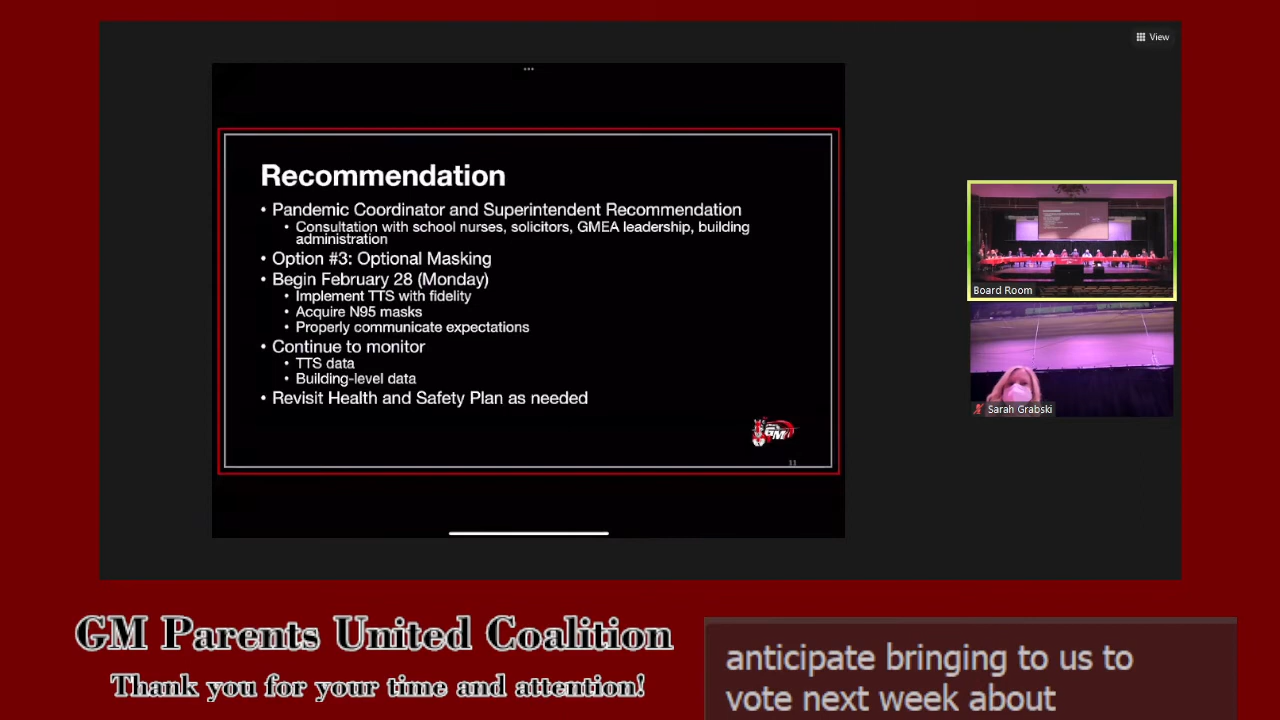 View
Recommendation
• Pandemic Coordinator and Superintendent Recommendation
• Consultation with school nurses, solicitors, GMEA leadership, building
administration
• Option #3: Optional Masking
• Begin February 28 (Monday)
• Implement TTS with fidelity
• Acquire N95 masks
• Properly communicate expectations
• Continue to monitor
• TTS data
• Building-level data
• Revisit Health and Safety Plan as needed
GM
11
Board Room
Sarah Grabski
GM Parents United Coalition
Thank you for your time and attention!
anticipate bringing to us to
vote next week about